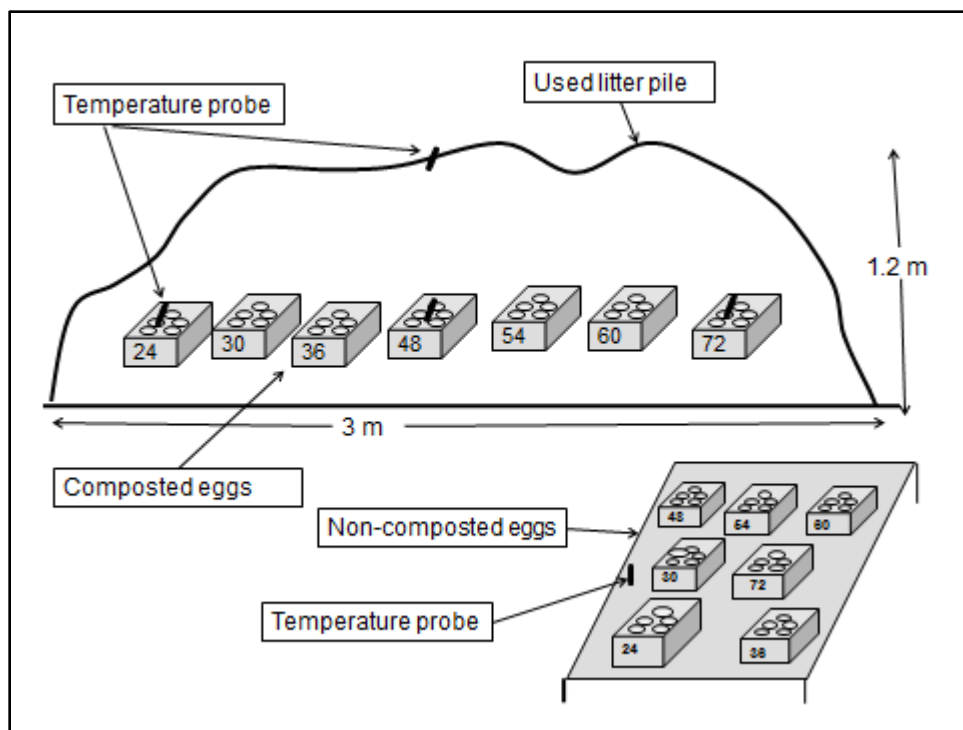 Used litter pile
Temperature probe
1.2 m
24 30 36 48 54 60 72
3 m
Composted eggs
48 54 60
Non-composted eggs
30 72
Temperature probe
24 36